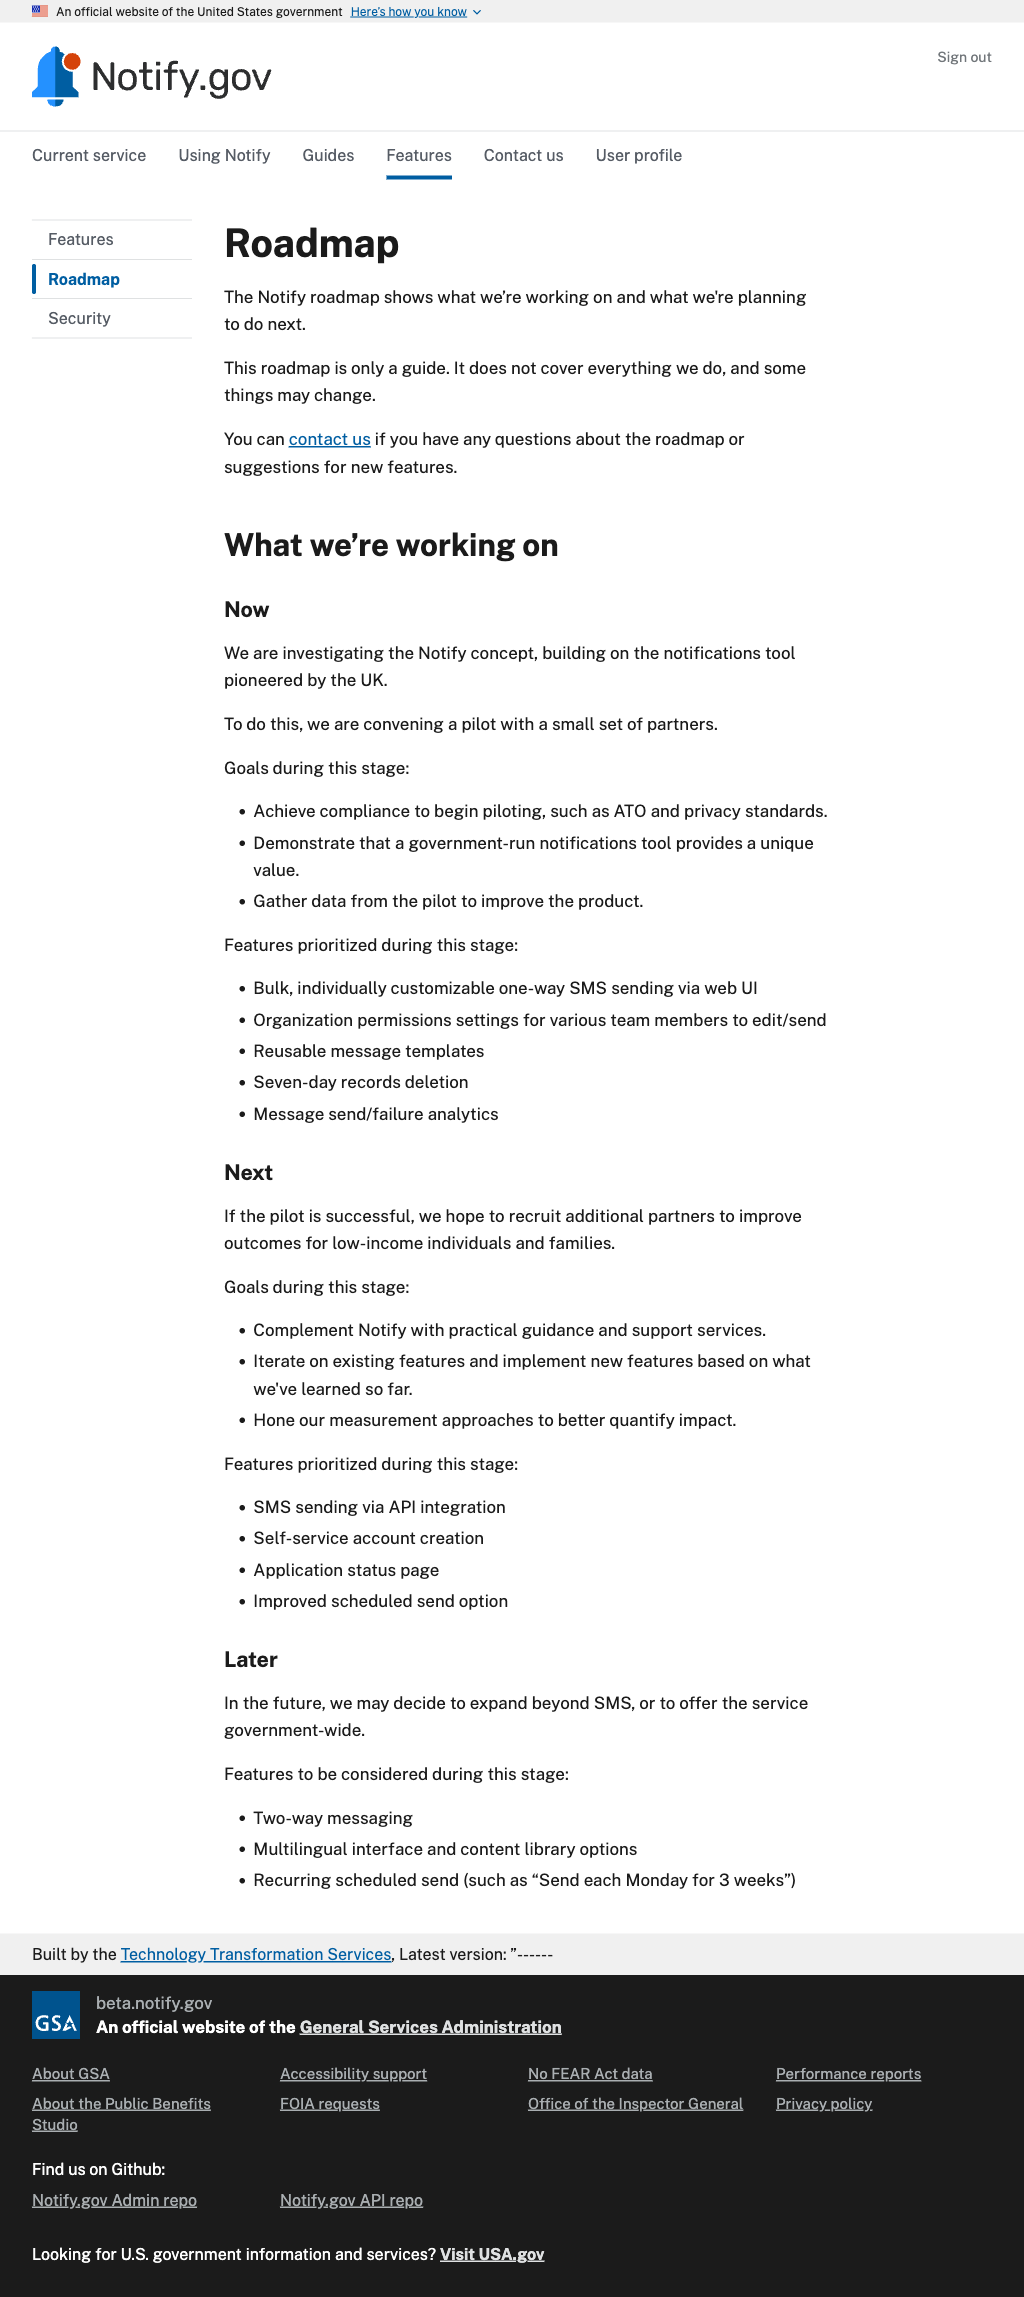 An official website of the United States government Here's how you know
Notify.gov
Sign out
Current service Using Notify Guides Features Contact us User profile
Features
Roadmap
Security
Roadmap
The Notify roadmap shows what we’re working on and what we're planning
to do next.
This roadmap is only a guide. It does not cover everything we do, and some
things may change.
You can contact us if you have any questions about the roadmap or
suggestions for new features.
What we’re working on
Now
We are investigating the Notify concept, building on the notifications tool
pioneered by the UK.
To do this, we are convening a pilot with a small set of partners.
Goals during this stage:
• Achieve compliance to begin piloting, such as ATO and privacy standards.
• Demonstrate that a government-run notifications tool provides a unique
value.
• Gather data from the pilot to improve the product.
Features prioritized during this stage:
• Bulk, individually customizable one-way SMS sending via web UI
• Organization permissions settings for various team members to edit/send
• Reusable message templates
• Seven-day records deletion
• Message send/failure analytics
Next
If the pilot is successful, we hope to recruit additional partners to improve
outcomes for low-income individuals and families.
Goals during this stage:
• Complement Notify with practical guidance and support services.
• Iterate on existing features and implement new features based on what
we've learned so far.
• Hone our measurement approaches to better quantify impact.
Features prioritized during this stage:
• SMS sending via API integration
• Self-service account creation
• Application status page
• Improved scheduled send option
Later
In the future, we may decide to expand beyond SMS, or to offer the service
government-wide.
Features to be considered during this stage:
• Two-way messaging
• Multilingual interface and content library options
• Recurring scheduled send (such as “Send each Monday for 3 weeks”)
Built by the Technology Transformation Services, Latest version: ”------
GSA
beta.notify.gov
An official website of the General Services Administration
About GSA Accessibility support No FEAR Act data Performance reports
About the Public Benefits FOIA requests Office of the Inspector General Privacy policy
Studio
Find us on Github:
Notify.gov Admin repo Notify.gov API repo
Looking for U.S. government information and services? Visit USA.gov